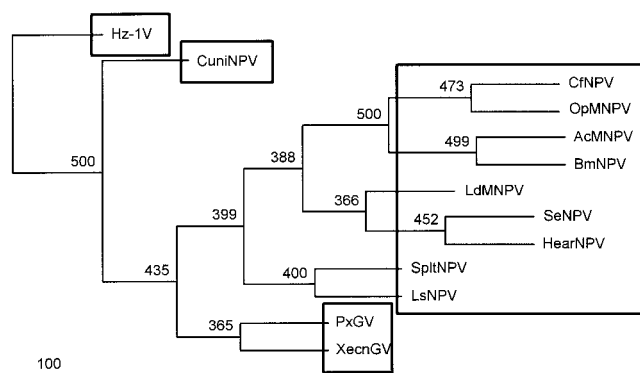 Hz-1V
CuniNPV
CfNPV
473
OpMNPV
500
AcMNPV
499
BmNPV
388
500
LdMNPV
366
SeNPV
452
399
HearNPV
435
SpltNPV
400
LsNPV
PxGV
365
XecnGV
100